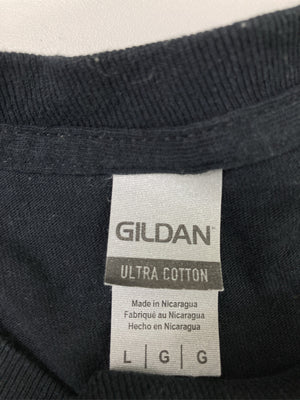 GILDAN
ULTRA COTTON
Made in Nicaragua
Fabriqué au Nicaragua
Hecho en Nicaragua
L | G | G